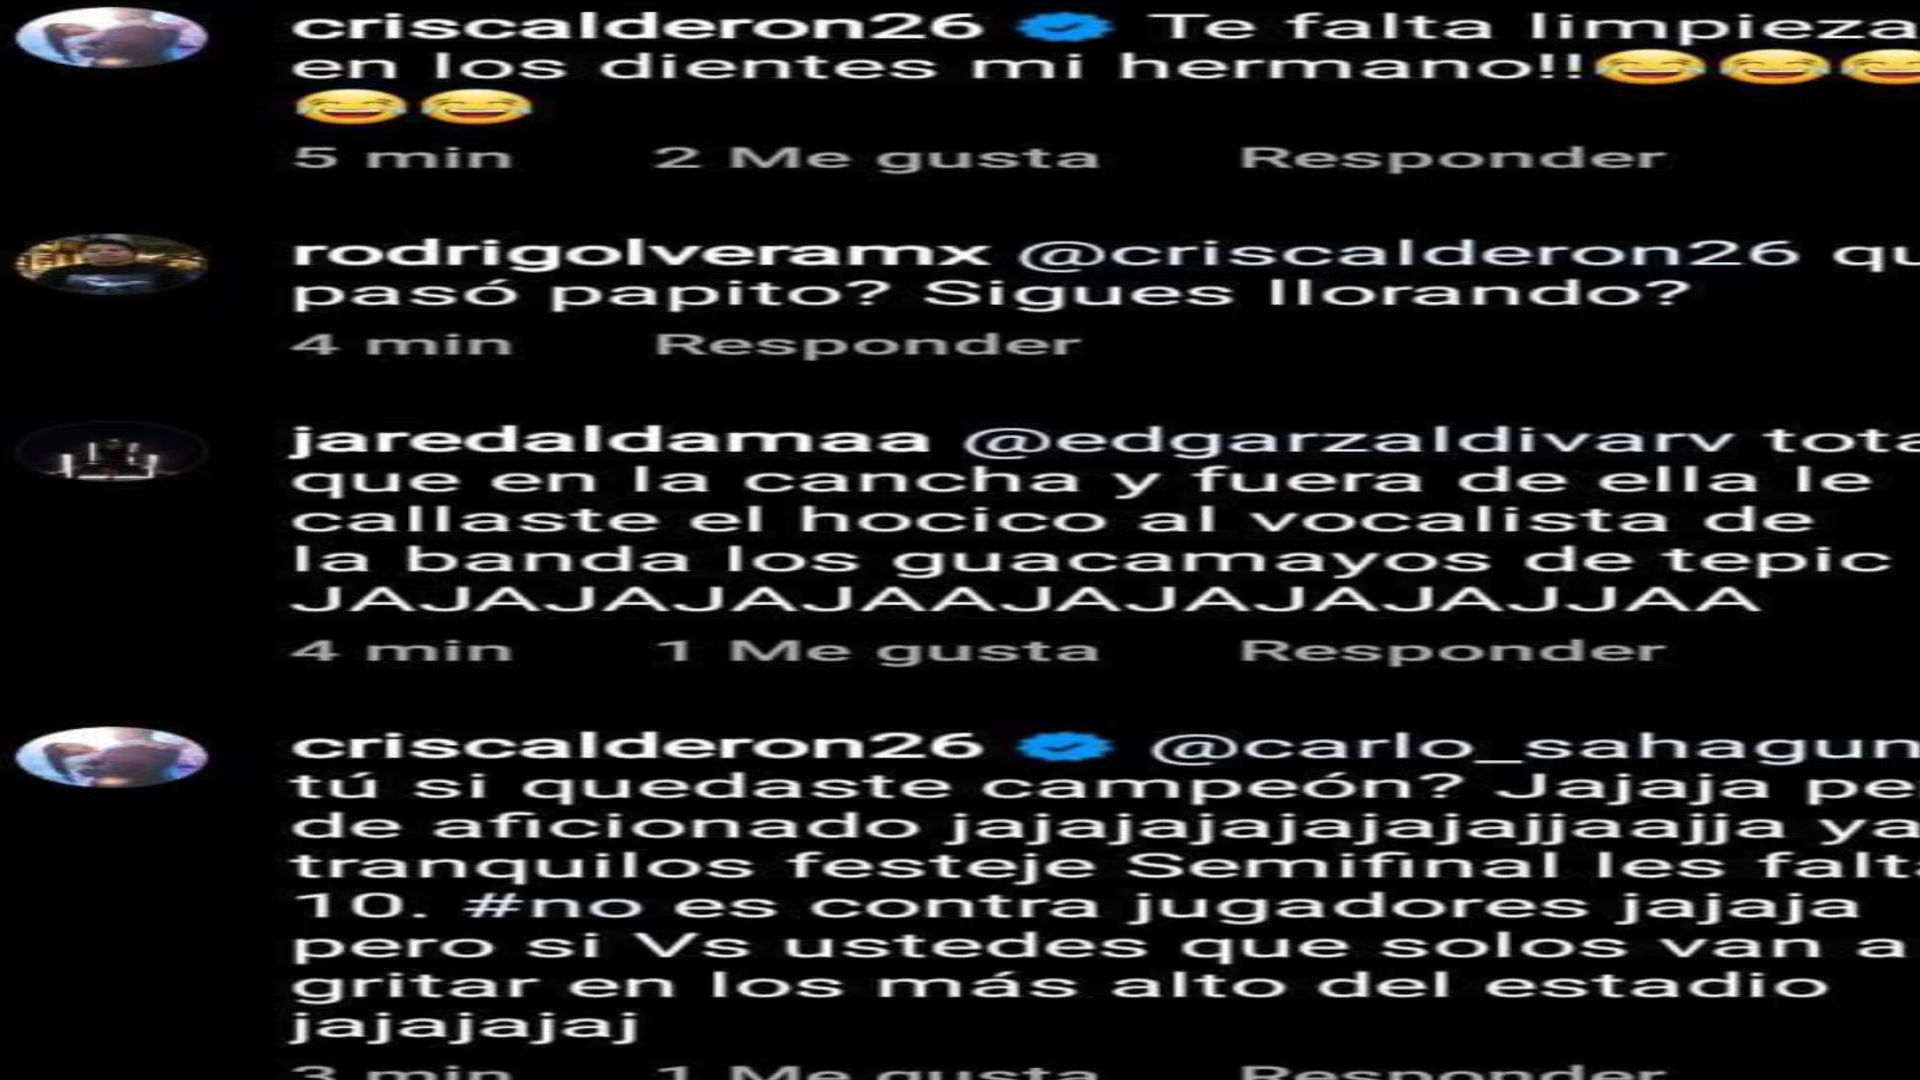 criscalderon26 Te falta limpieza
en los dientes mi hermano!!😂😂😂
😂😂
5 min 2 Me gusta Responder
rodrigolveramx @criscalderon26 qu
pasó papito? Sigues llorando?
4 min Responder
jaredaldamaa @edgarzaldivarv tota
que en la cancha y fuera de ella le
callaste el hocico al vocalista de
la banda los guacamayos de tepic
JAJAJAJAJAAJAJAJAJAJJAA
4 min 1 Me gusta Responder
criscalderon26 @carlo_sahagun
tú si quedaste campeón? Jajaja pe
de aficionado jajajajajajajajjaajja ya
tranquilos festeje Semifinal les falta
10. #no es contra jugadores jajaja
pero si Vs ustedes que solos van a
gritar en los más alto del estadio
jajajajaj
3 min 1 Me gusta Responder